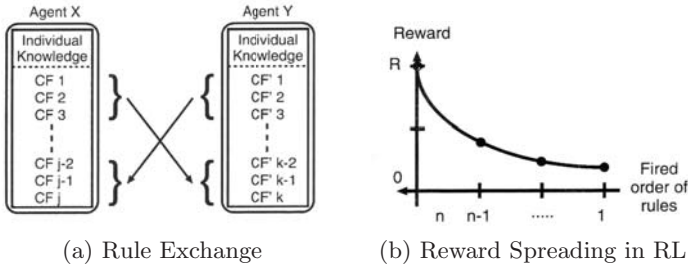 Agent X
Individual
Knowledge
CF 1
CF 2
CF 3
CF j-2
CF j-1
CF j
Agent Y
Individual
Knowledge
CF' 1
CF' 2
CF' 3
CF' k-2
CF' k-1
CF' k
(a) Rule Exchange
Reward
R
0
n n-1 ..... 1
Fired
order of
rules
(b) Reward Spreading in RL